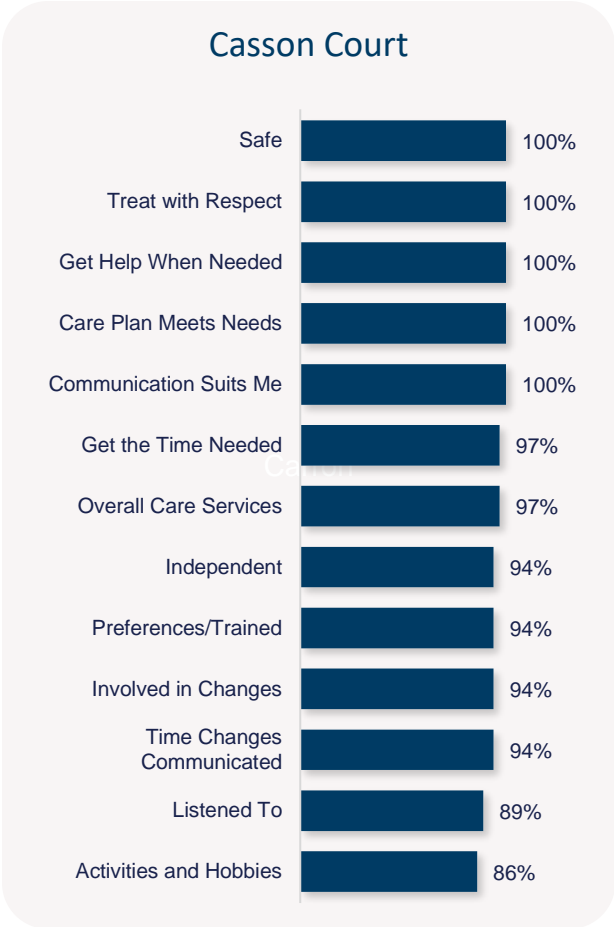 Casson Court
Safe 100%
Treat with Respect 100%
Get Help When Needed 100%
Care Plan Meets Needs 100%
Communication Suits Me 100%
Get the Time Needed 97%
Overall Care Services 97%
Independent 94%
Preferences/Trained 94%
Involved in Changes 94%
Time Changes
Communicated 94%
Listened To 89%
Activities and Hobbies 86%